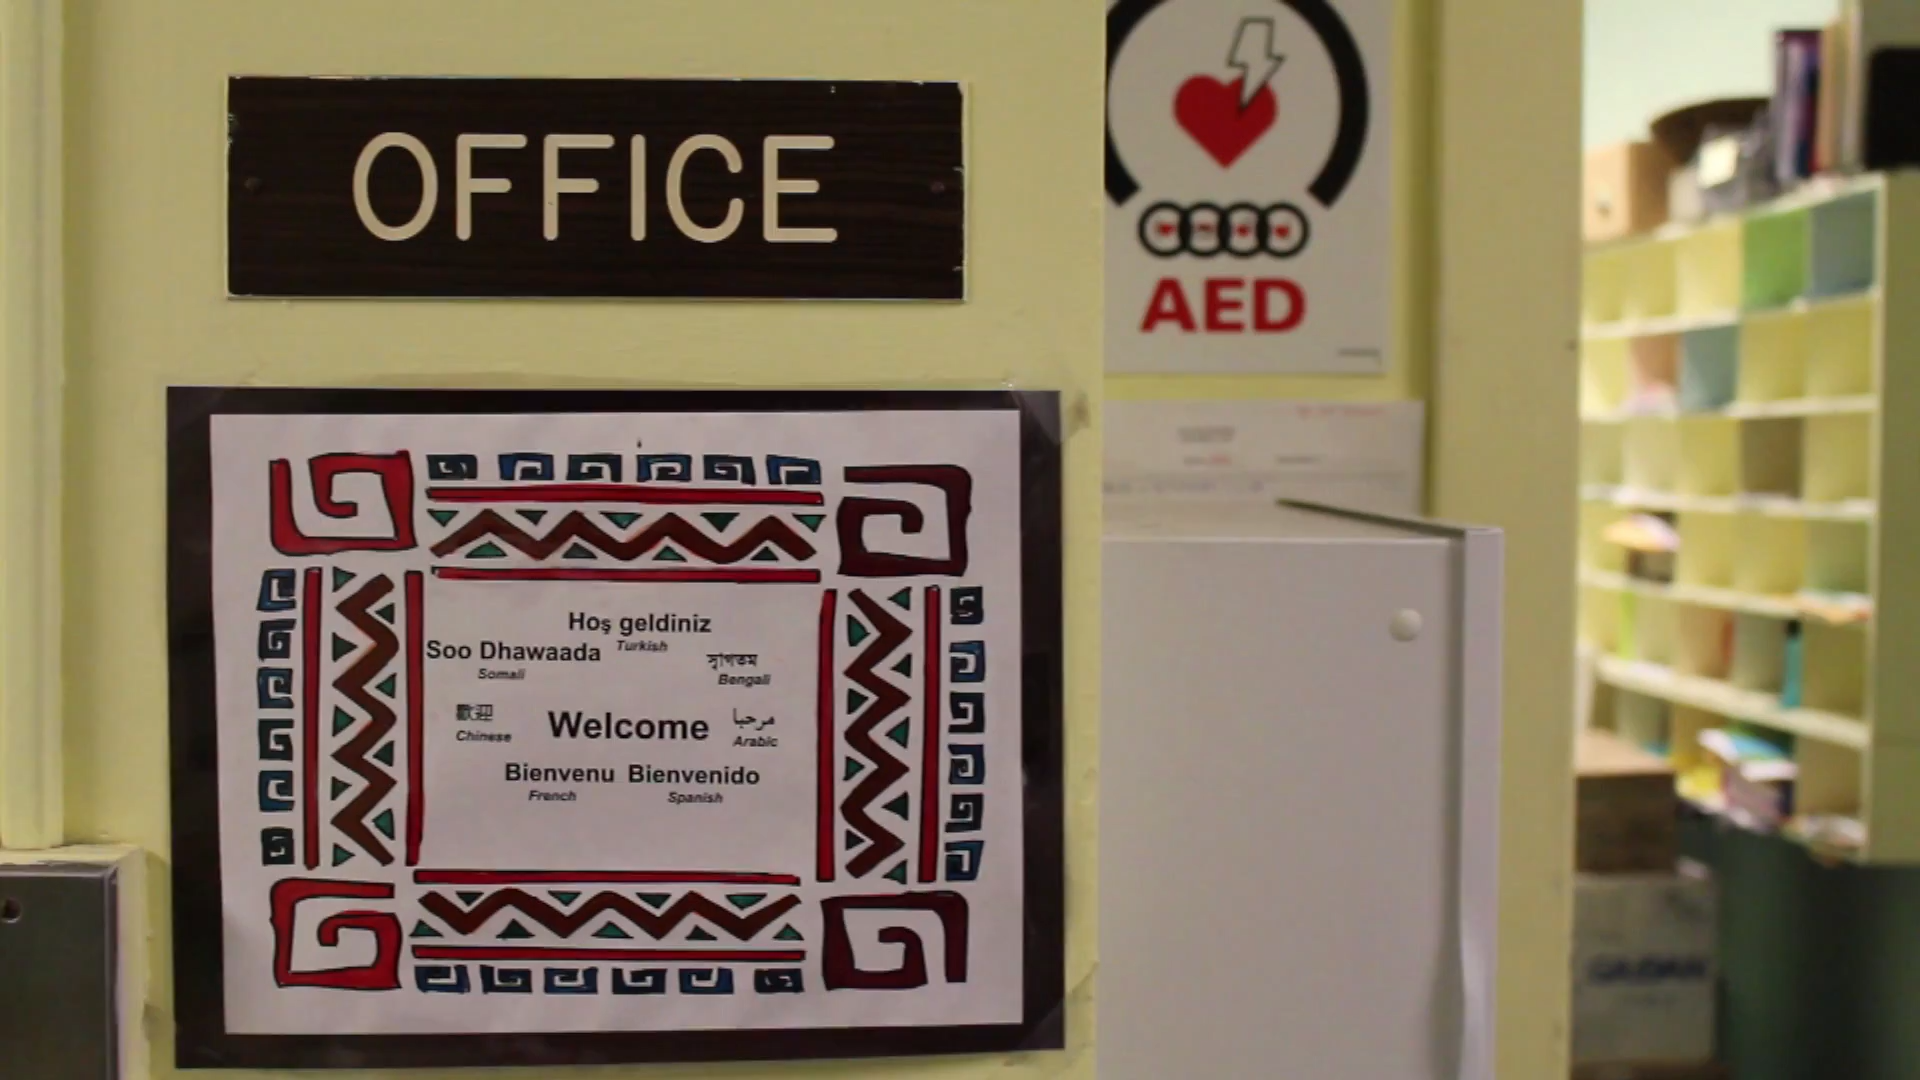 OFFICE
AED
Hoş geldiniz
Turkish
Soo Dhawaada
Somali
স্বাগতম
Bengali
歡迎
Chinese
Welcome
مرحبا
Arabic
Bienvenu
French
Bienvenido
Spanish